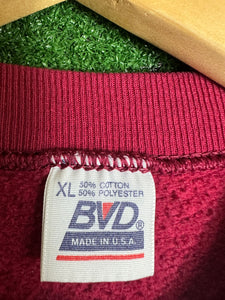 XL 50% COTTON
50% POLYESTER
BVD®
MADE IN U.S.A.